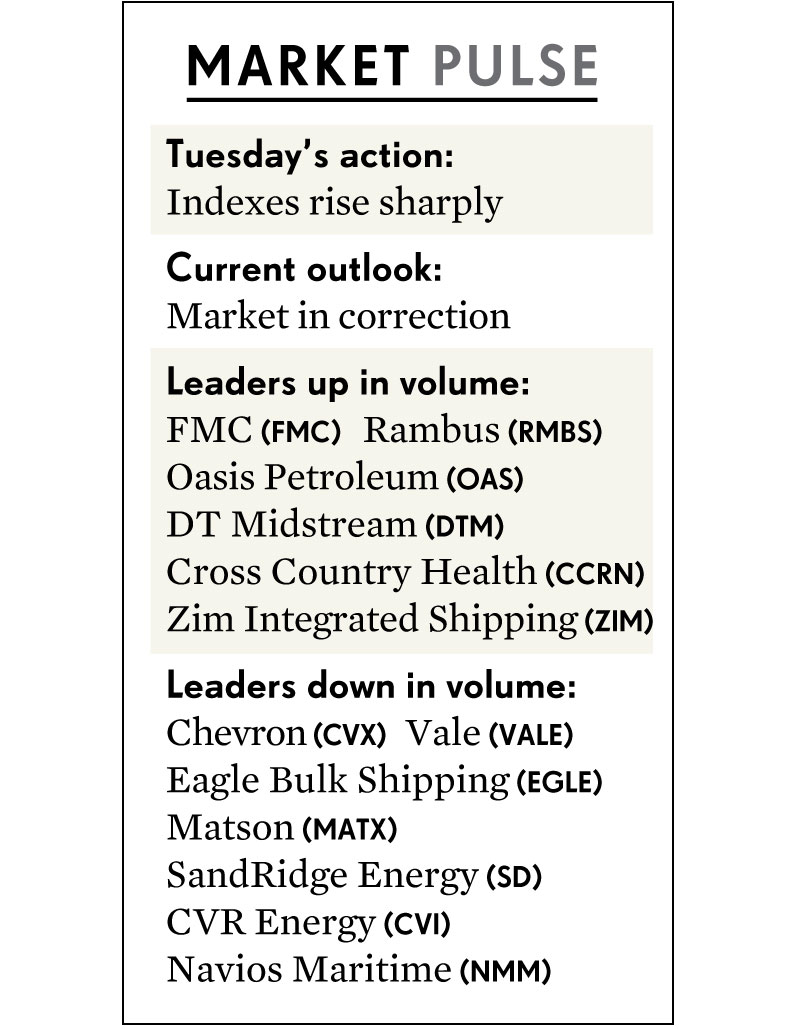 MARKET PULSE
Tuesday’s action:
Indexes rise sharply
Current outlook:
Market in correction
Leaders up in volume:
FMC (FMC) Rambus (RMBS)
Oasis Petroleum (OAS)
DT Midstream (DTM)
Cross Country Health (CCRN)
Zim Integrated Shipping (ZIM)
Leaders down in volume:
Chevron (CVX) Vale (VALE)
Eagle Bulk Shipping (EGLE)
Matson (MATX)
SandRidge Energy (SD)
CVR Energy (CVI)
Navios Maritime (NMM)